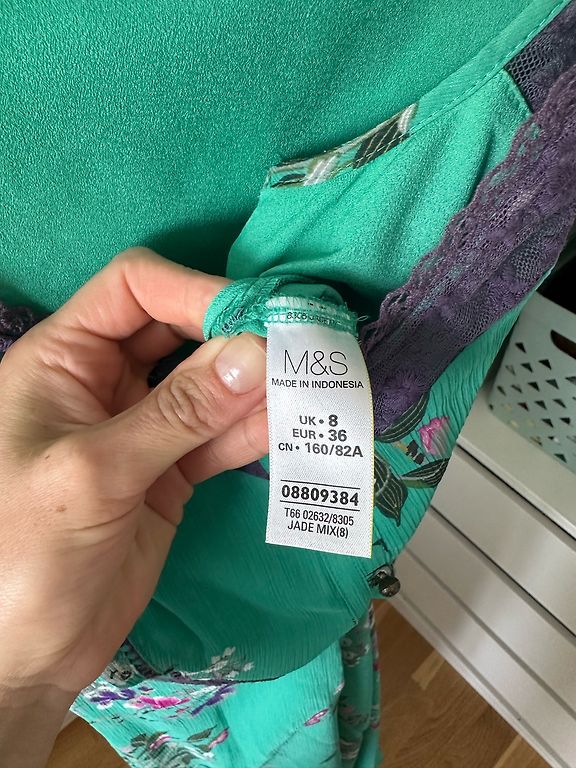 M&S
MADE IN INDONESIA
UK • 8
EUR • 36
CN • 160/82A
08809384
T66 02632/8305
JADE MIX(8)